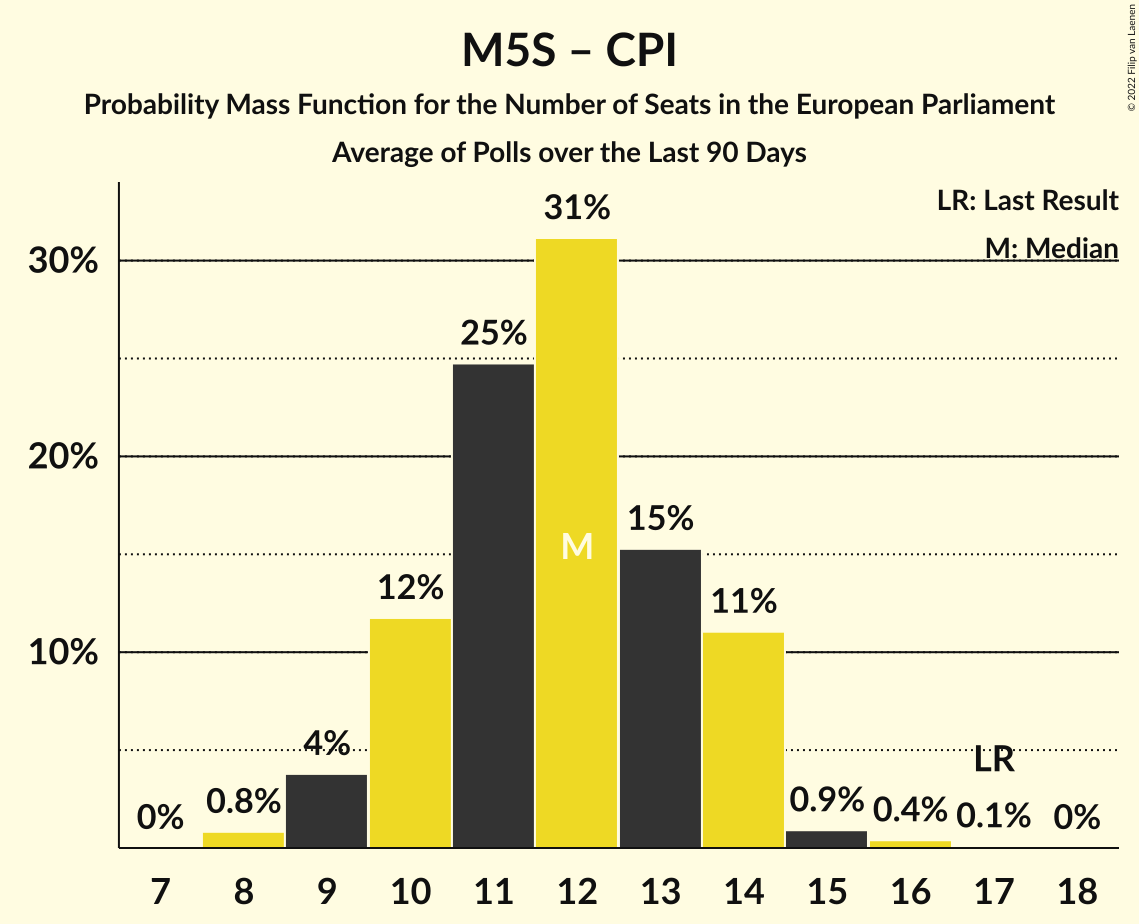 M5S – CPI
Probability Mass Function for the Number of Seats in the European Parliament
Average of Polls over the Last 90 Days
© 2022 Filip van Laenen
LR: Last Result
M: Median
30%
20%
10%
0%
0.8%
4%
12%
25%
31%
M
15%
11%
0.9%
0.4%
LR
0.1%
0%
7 8 9 10 11 12 13 14 15 16 17 18